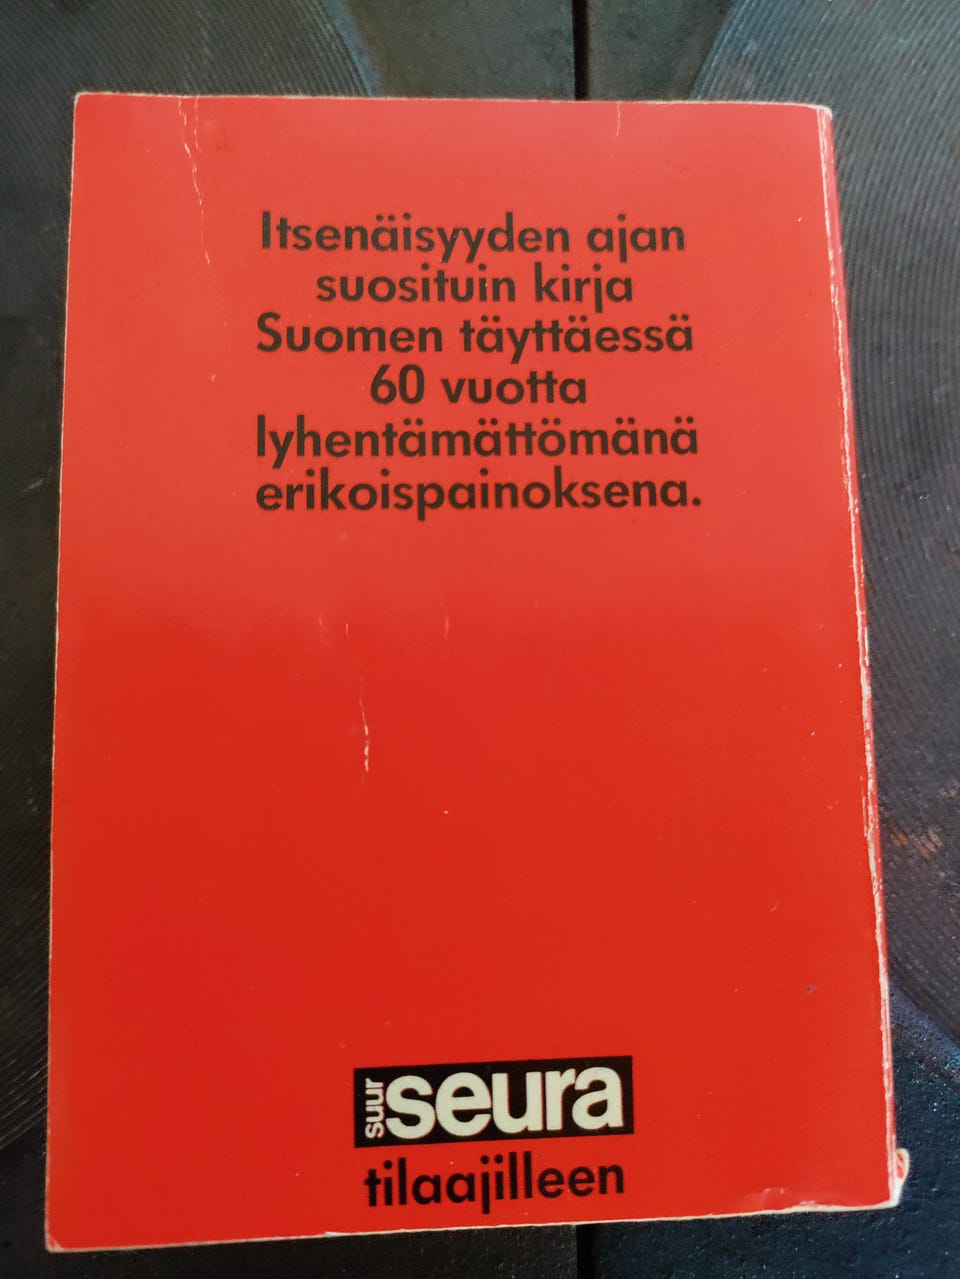 Itsenäisyyden ajan
suosituin kirja
Suomen täyttäessä
60 vuotta
lyhentämättömänä
erikoispainoksena.
suur seura
tilaajilleen